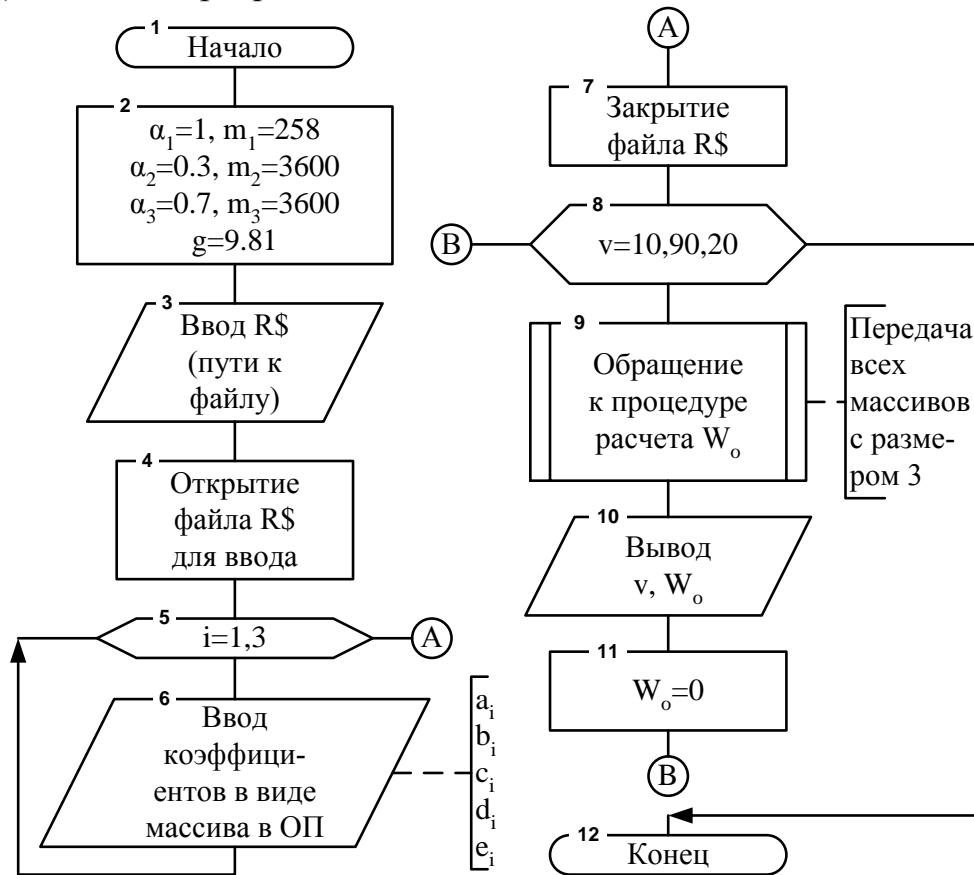 1
Начало
2
α₁=1, m₁=258
α₂=0.3, m₂=3600
α₃=0.7, m₃=3600
g=9.81
3
Ввод R$
(пути к
файлу)
4
Открытие
файла R$
для ввода
5
i=1,3
A
6
Ввод
коэффици-
ентов в виде
массива в ОП
aᵢ
bᵢ
cᵢ
dᵢ
eᵢ
A
7
Закрытие
файла R$
8
B
v=10,90,20
9
Обращение
к процедуре
расчета Wₒ
Передача
всех
массивов
с разме-
ром 3
10
Вывод
v, Wₒ
11
Wₒ=0
B
12
Конец